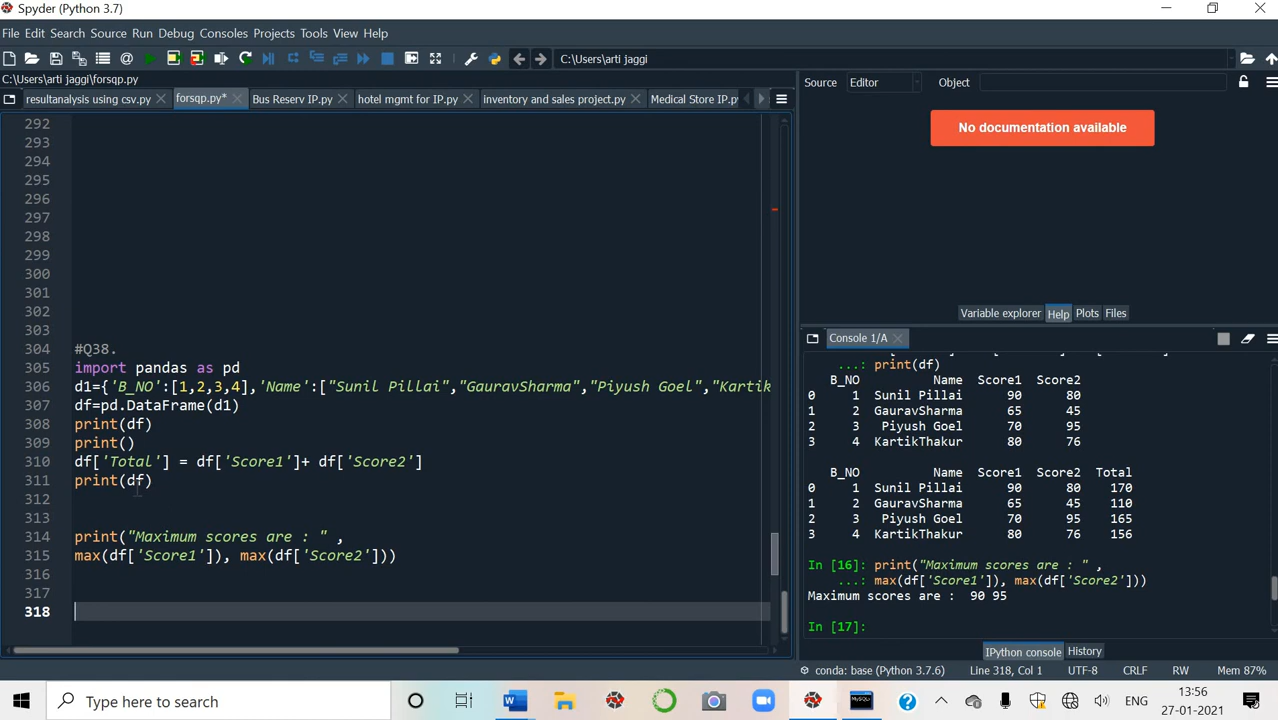 Spyder (Python 3.7)
File Edit Search Source Run Debug Consoles Projects Tools View Help
C:\Users\arti jaggi
C:\Users\arti jaggi\forsqp.py
resultanalysis using csv.py
forsqp.py*
Bus Reserv IP.py
hotel mgmt for IP.py
inventory and sales project.py
Medical Store IP.py
292
293
294
295
296
297
298
299
300
301
302
303
304 #Q38.
305 import pandas as pd
306 d1={'B_NO':[1,2,3,4],'Name':["Sunil Pillai","GauravSharma","Piyush Goel","Kartik
307 df=pd.DataFrame(d1)
308 print(df)
309 print()
310 df['Total'] = df['Score1']+ df['Score2']
311 print(df)
312
313
314 print("Maximum scores are : " ,
315 max(df['Score1']), max(df['Score2']))
316
317
318
Source Editor Object
No documentation available
Variable explorer Help Plots Files
Console 1/A
...: print(df)
B_NO Name Score1 Score2
0 1 Sunil Pillai 90 80
1 2 GauravSharma 65 45
2 3 Piyush Goel 70 95
3 4 KartikThakur 80 76
B_NO Name Score1 Score2 Total
0 1 Sunil Pillai 90 80 170
1 2 GauravSharma 65 45 110
2 3 Piyush Goel 70 95 165
3 4 KartikThakur 80 76 156
In [16]: print("Maximum scores are : " ,
...: max(df['Score1']), max(df['Score2']))
Maximum scores are :  90 95
In [17]:
IPython console History
conda: base (Python 3.7.6) Line 318, Col 1 UTF-8 CRLF RW Mem 87%
Type here to search
ENG
13:56
27-01-2021